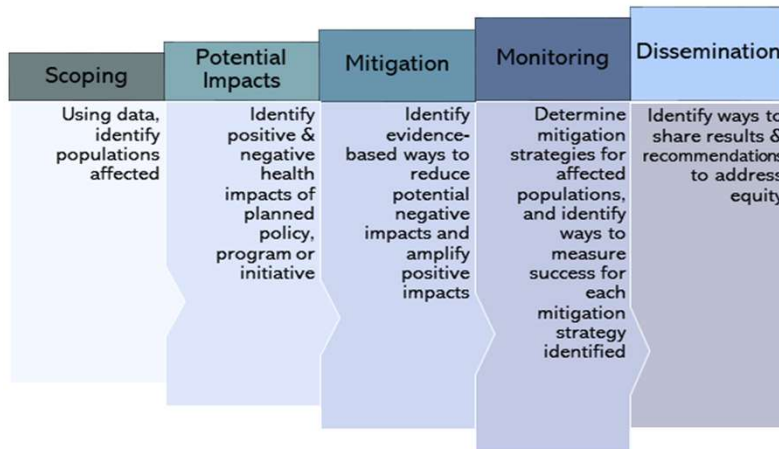 Scoping
Using data,
identify
populations
affected
Potential
Impacts
Identify
positive &
negative
health
impacts of
planned
policy,
program or
initiative
Mitigation
Identify
evidence-
based ways to
reduce
potential
negative
impacts and
amplify
positive
impacts
Monitoring
Determine
mitigation
strategies for
affected
populations,
and identify
ways to
measure
success for
each
mitigation
strategy
identified
Dissemination
Identify ways to
share results &
recommendations
to address
equity